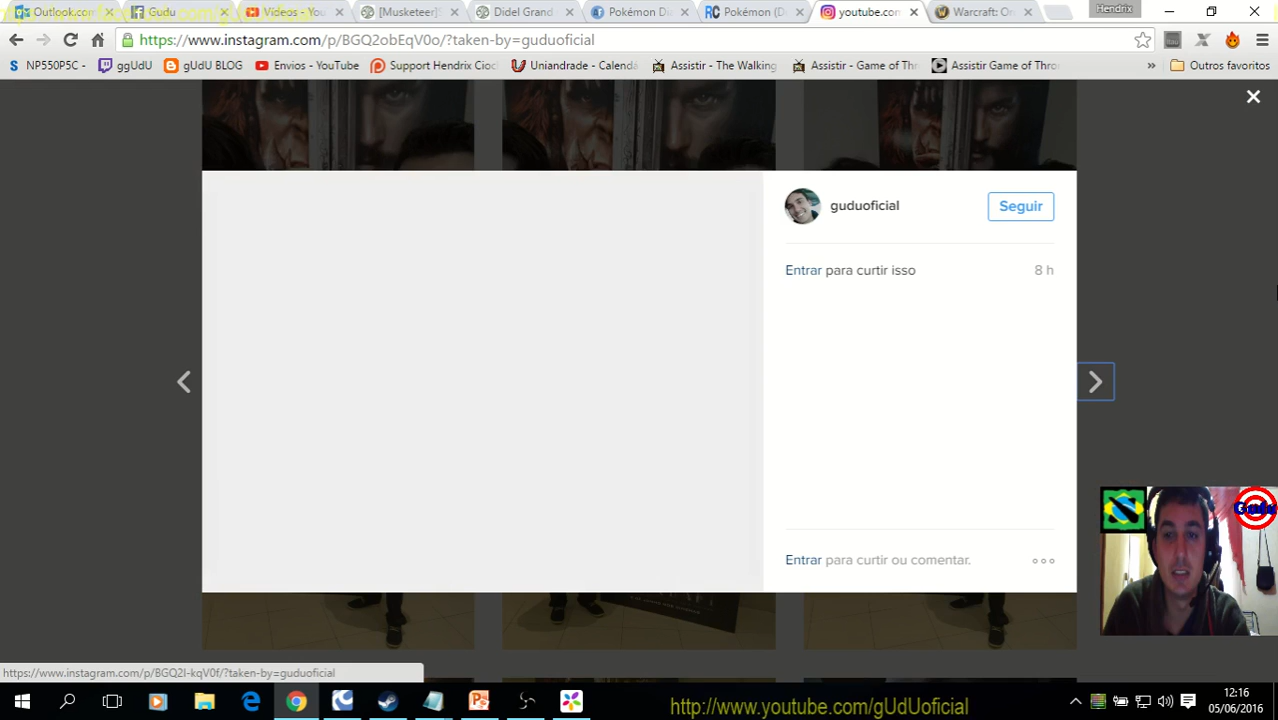 Outlook.com
Gudu
Videos - You
[Musketeer]
Didel Grand
Pokémon Du
Pokémon (D
youtube.com
Warcraft: On
Hendrix
https://www.instagram.com/p/BGQ2obEqV0o/?taken-by=guduoficial
NP550P5C -
ggUdU
gUdU BLOG
Envios - YouTube
Support Hendrix Cioc
Uniandrade - Calendá
Assistir - The Walking
Assistir - Game of Thr
Assistir Game of Thro
Outros favoritos
guduoficial
Seguir
Entrar para curtir isso
8 h
Entrar para curtir ou comentar.
Gudu
https://www.instagram.com/p/BGQ2l-kqV0f/?taken-by=guduoficial
http://www.youtube.com/gUdUoficial
12:16
05/06/2016